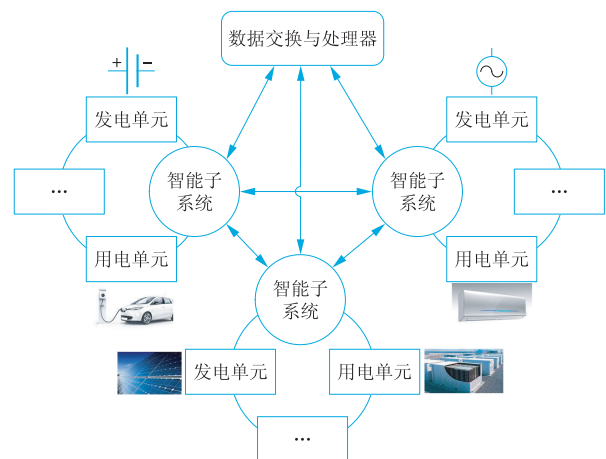 数据交换与处理器
+ −
发电单元
发电单元
智能子
系统
智能子
系统
...
...
用电单元
用电单元
智能子
系统
发电单元
用电单元
...